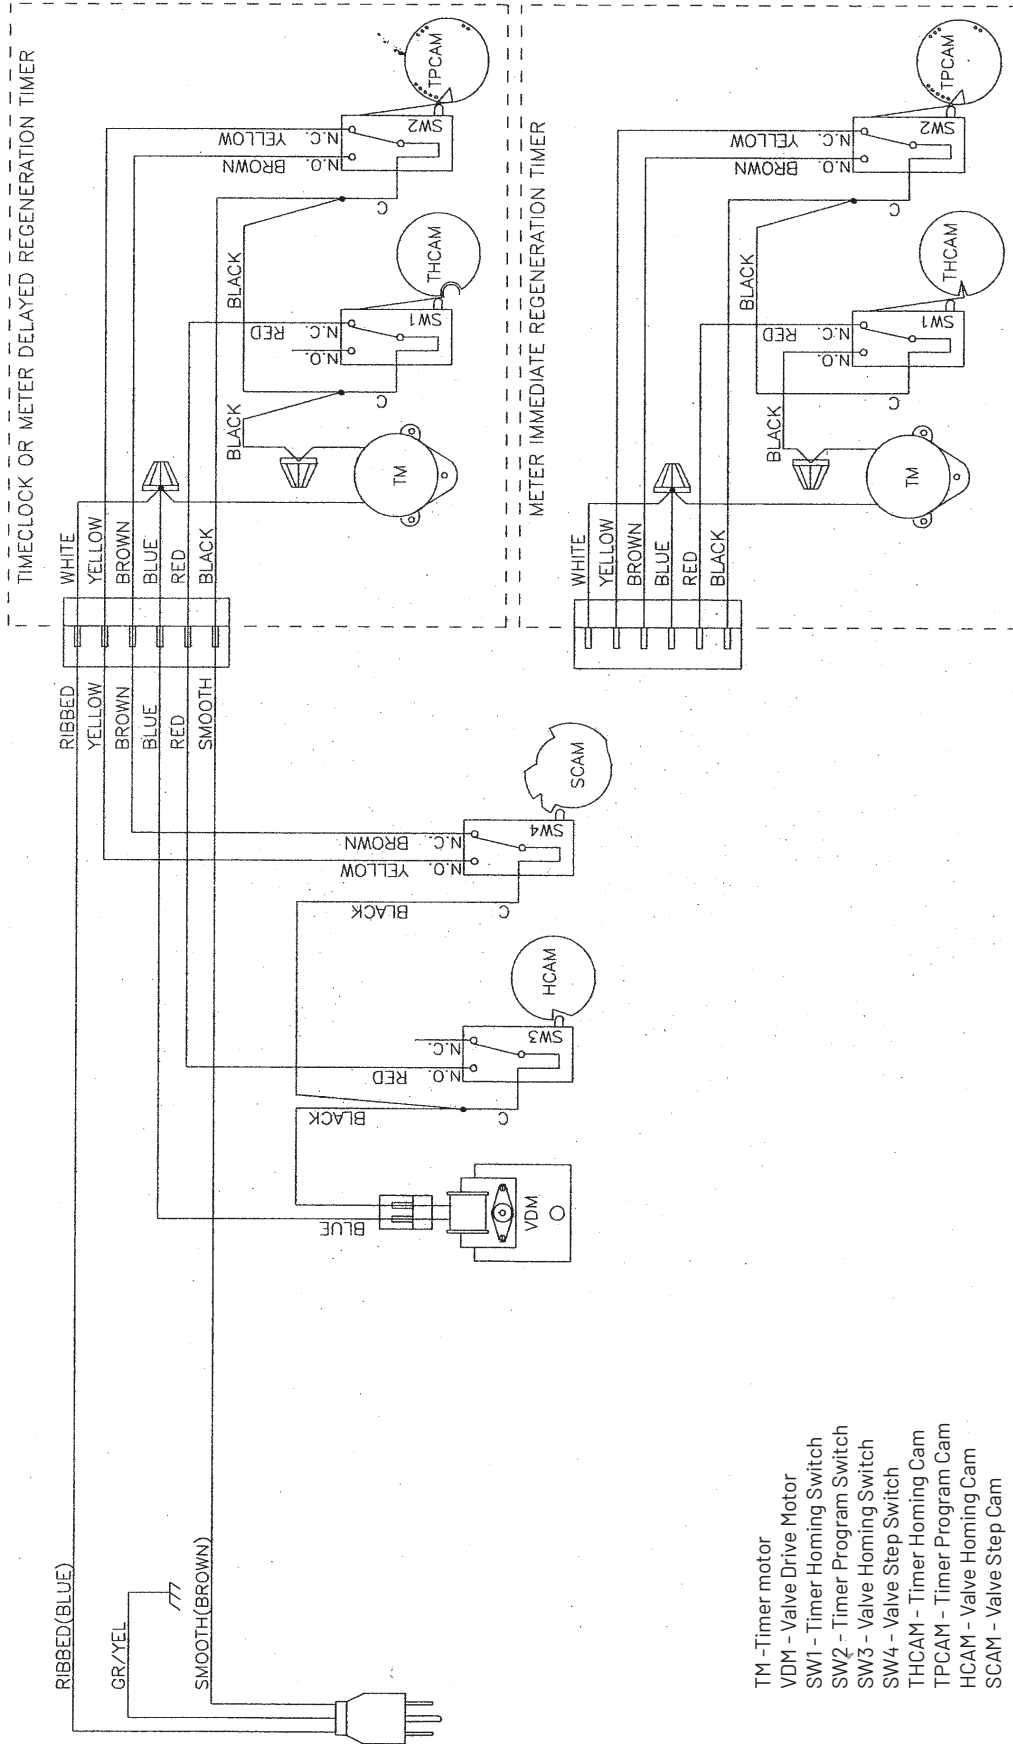 TIMECLOCK OR METER DELAYED REGENERATION TIMER
TPCAM
SW2
N.C.
YELLOW
N.O.
BROWN
C
BLACK
THCAM
SW1
N.C.
RED
N.O.
C
BLACK
TM
WHITE
YELLOW
BROWN
BLUE
RED
BLACK
METER IMMEDIATE REGENERATION TIMER
TPCAM
SW2
N.C.
YELLOW
N.O.
BROWN
C
BLACK
THCAM
SW1
N.C.
RED
N.O.
C
BLACK
TM
WHITE
YELLOW
BROWN
BLUE
RED
BLACK
RIBBED
YELLOW
BROWN
BLUE
RED
SMOOTH
SCAM
SW4
N.C.
BROWN
N.O.
YELLOW
C
BLACK
HCAM
SW3
N.C.
N.O.
RED
C
BLACK
BLUE
VDM
RIBBED(BLUE)
GR/YEL
SMOOTH(BROWN)
TM -Timer motor
VDM - Valve Drive Motor
SW1 - Timer Homing Switch
SW2 - Timer Program Switch
SW3 - Valve Homing Switch
SW4 - Valve Step Switch
THCAM - Timer Homing Cam
TPCAM - Timer Program Cam
HCAM - Valve Homing Cam
SCAM - Valve Step Cam